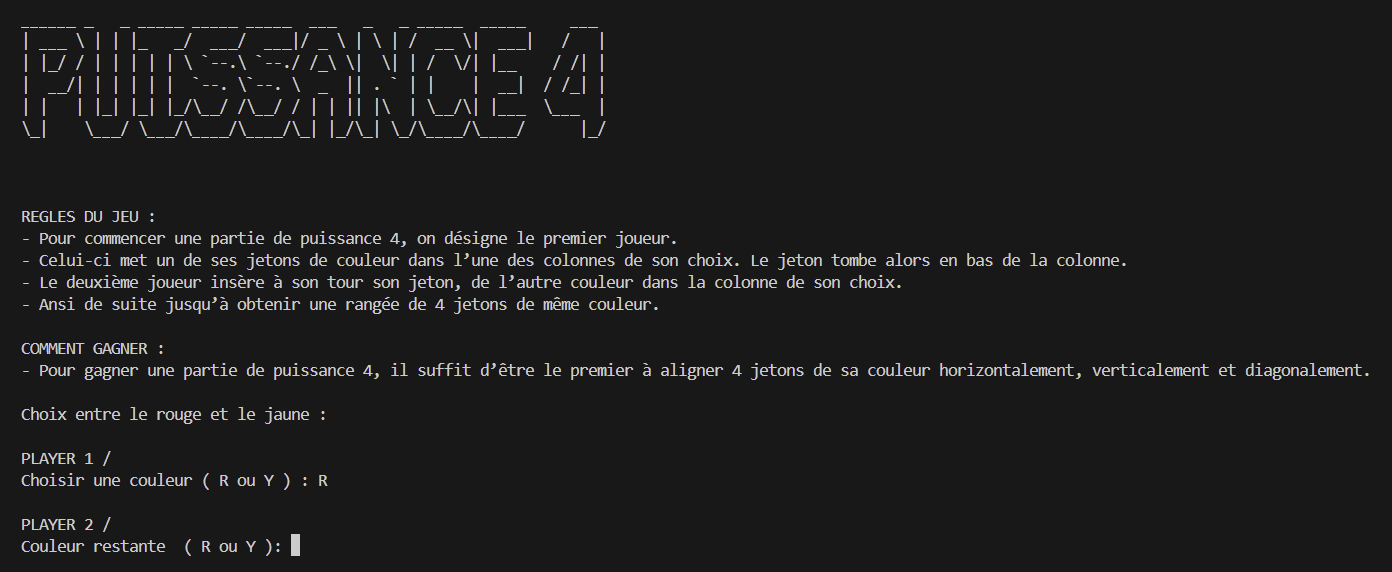 PUISSANCE 4
REGLES DU JEU :
- Pour commencer une partie de puissance 4, on désigne le premier joueur.
- Celui-ci met un de ses jetons de couleur dans l’une des colonnes de son choix. Le jeton tombe alors en bas de la colonne.
- Le deuxième joueur insère à son tour son jeton, de l’autre couleur dans la colonne de son choix.
- Ansi de suite jusqu’à obtenir une rangée de 4 jetons de même couleur.
COMMENT GAGNER :
- Pour gagner une partie de puissance 4, il suffit d’être le premier à aligner 4 jetons de sa couleur horizontalement, verticalement et diagonalement.
Choix entre le rouge et le jaune :
PLAYER 1 /
Choisir une couleur ( R ou Y ) : R
PLAYER 2 /
Couleur restante  ( R ou Y ):